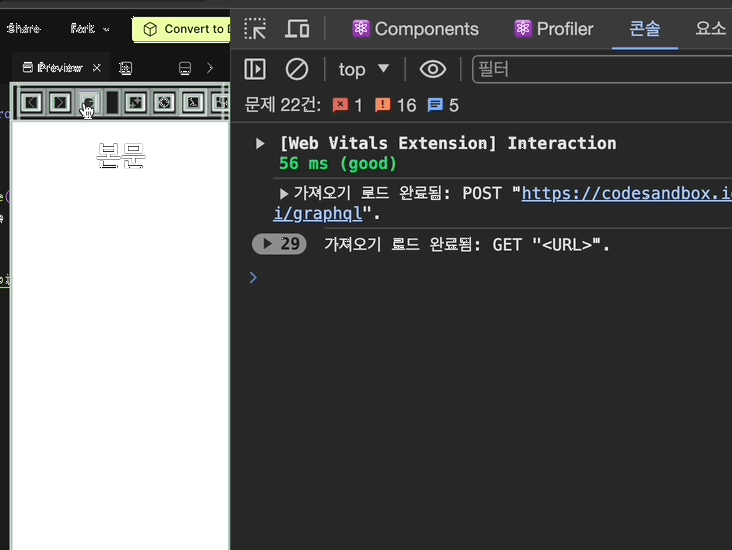 Share Fork Convert to D
Components Profiler 콘솔 요소
Preview
top 필터
문제 22건: 1 16 5
[Web Vitals Extension] Interaction
56 ms (good)
본문
가져오기 로드 완료됨: POST "https://codesandbox.io
i/graphql".
29 가져오기 로드 완료됨: GET "<URL>".